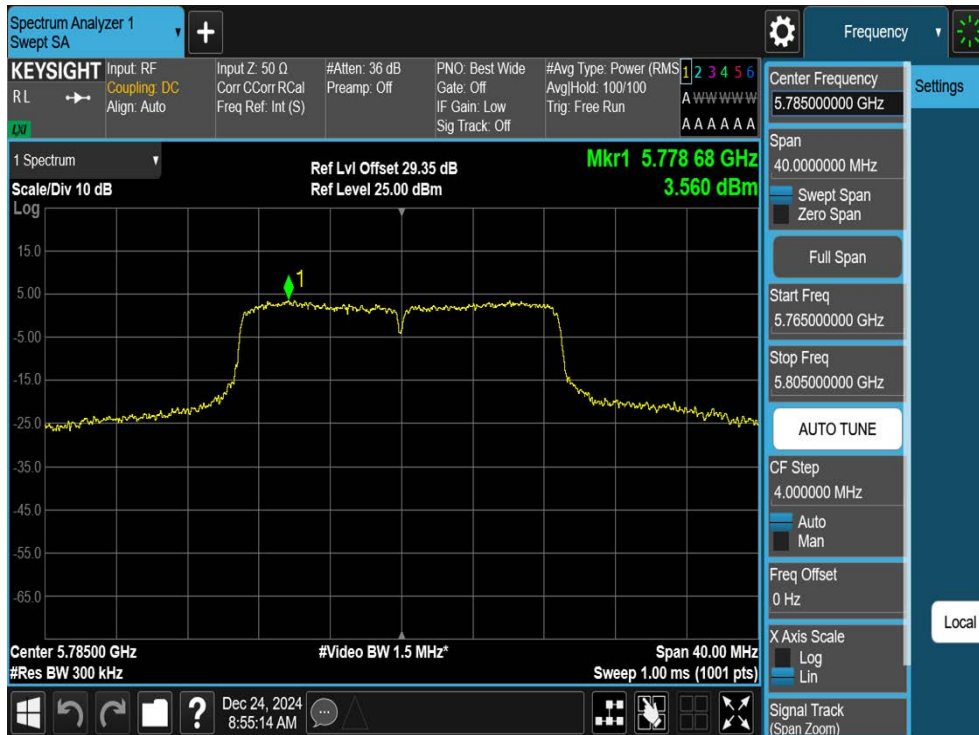 Spectrum Analyzer 1
Swept SA
+
Frequency
KEYSIGHT
RL
LXI
Input: RF
Coupling: DC
Align: Auto
Input Z: 50 Ω
Corr CCorr RCal
Freq Ref: Int (S)
#Atten: 36 dB
Preamp: Off
PNO: Best Wide
Gate: Off
IF Gain: Low
Sig Track: Off
#Avg Type: Power (RMS
Avg|Hold: 100/100
Trig: Free Run
1 2 3 4 5 6
A W W W W W
A A A A A A
1 Spectrum
Scale/Div 10 dB
Log
Ref Lvl Offset 29.35 dB
Ref Level 25.00 dBm
Mkr1 5.778 68 GHz
3.560 dBm
1
15.0
5.00
-5.00
-15.0
-25.0
-35.0
-45.0
-55.0
-65.0
Center 5.78500 GHz
#Res BW 300 kHz
#Video BW 1.5 MHz*
Span 40.00 MHz
Sweep 1.00 ms (1001 pts)
?
Dec 24, 2024
8:55:14 AM
Center Frequency
5.785000000 GHz
Span
40.0000000 MHz
Swept Span
Zero Span
Full Span
Start Freq
5.765000000 GHz
Stop Freq
5.805000000 GHz
AUTO TUNE
CF Step
4.000000 MHz
Auto
Man
Freq Offset
0 Hz
X Axis Scale
Log
Lin
Signal Track
(Span Zoom)
Settings
Local